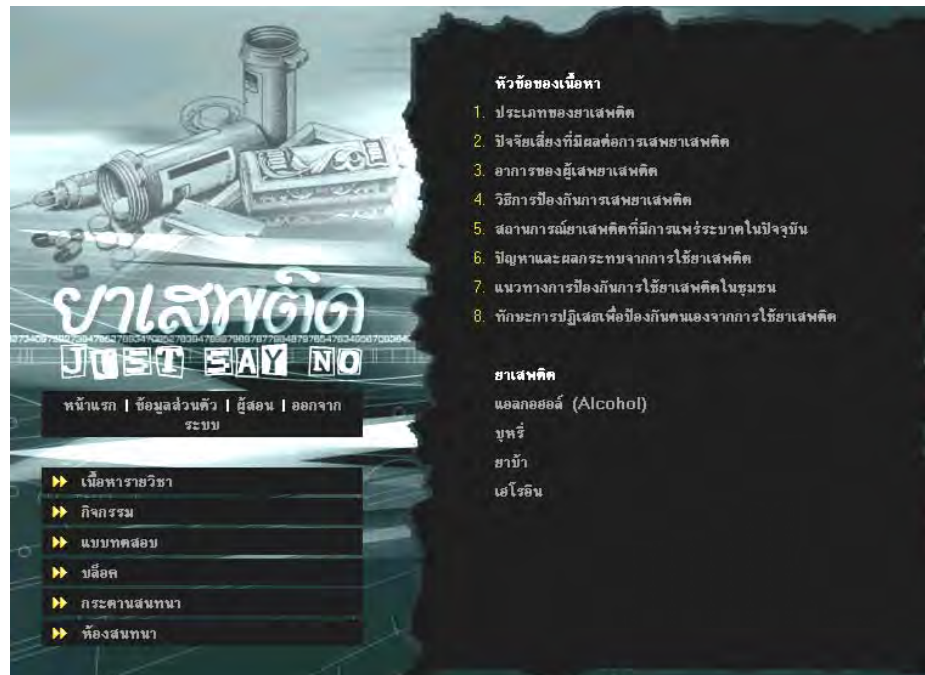 ยาเสพติด
JUST SAY NO
หน้าแรก | ข้อมูลส่วนตัว | ผู้สอน | ออกจาก
ระบบ
เนื้อหารายวิชา
กิจกรรม
แบบทดสอบ
บล็อค
กระดานสนทนา
ห้องสนทนา
หัวข้อของเนื้อหา
1. ประเภทของยาเสพติด
2. ปัจจัยเสี่ยงที่มีผลต่อการเสพยาเสพติด
3. อาการของผู้เสพยาเสพติด
4. วิธีการป้องกันการเสพยาเสพติด
5. สถานการณ์ยาเสพติดที่มีการแพร่ระบาดในปัจจุบัน
6. ปัญหาและผลกระทบจากการใช้ยาเสพติด
7. แนวทางการป้องกันการใช้ยาเสพติดในชุมชน
8. ทักษะการปฏิเสธเพื่อป้องกันตนเองจากการใช้ยาเสพติด
ยาเสพติด
แอลกอฮอล์ (Alcohol)
บุหรี่
ยาบ้า
เฮโรอีน